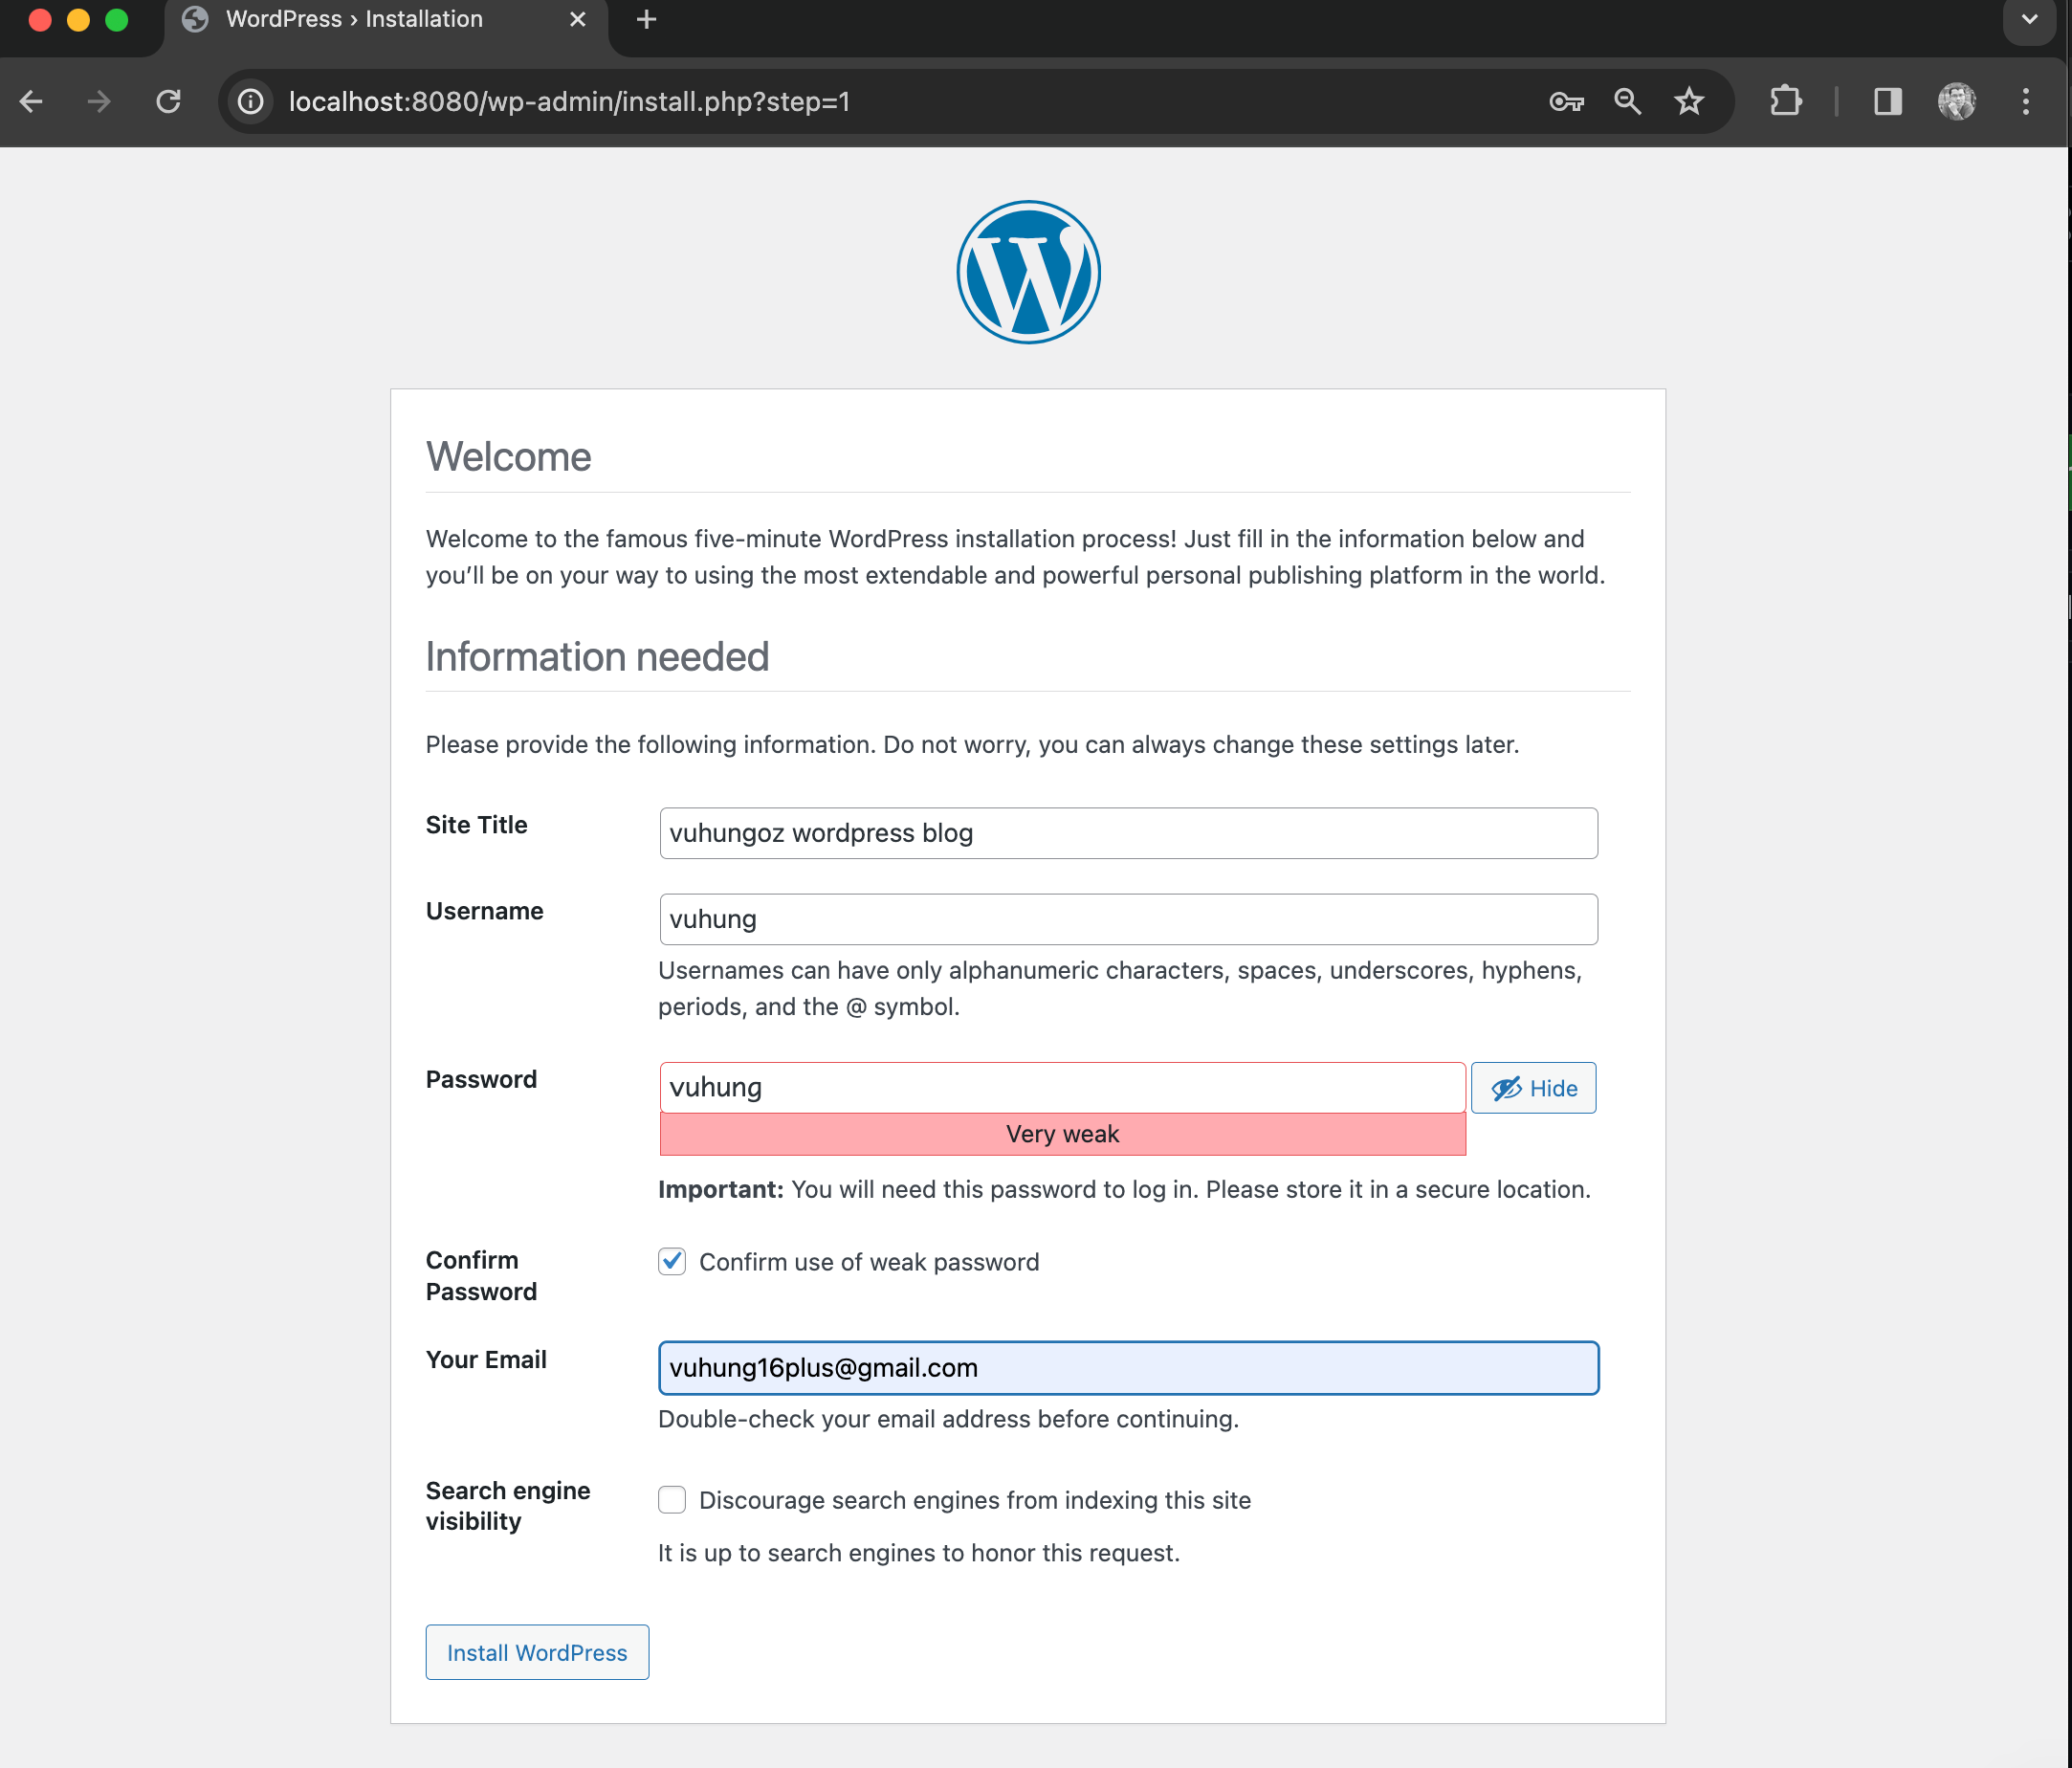 WordPress › Installation
localhost:8080/wp-admin/install.php?step=1
Welcome
Welcome to the famous five-minute WordPress installation process! Just fill in the information below and
you’ll be on your way to using the most extendable and powerful personal publishing platform in the world.
Information needed
Please provide the following information. Do not worry, you can always change these settings later.
Site Title
vuhungoz wordpress blog
Username
vuhung
Usernames can have only alphanumeric characters, spaces, underscores, hyphens,
periods, and the @ symbol.
Password
vuhung
Hide
Very weak
Important: You will need this password to log in. Please store it in a secure location.
Confirm
Password
Confirm use of weak password
Your Email
vuhung16plus@gmail.com
Double-check your email address before continuing.
Search engine
visibility
Discourage search engines from indexing this site
It is up to search engines to honor this request.
Install WordPress